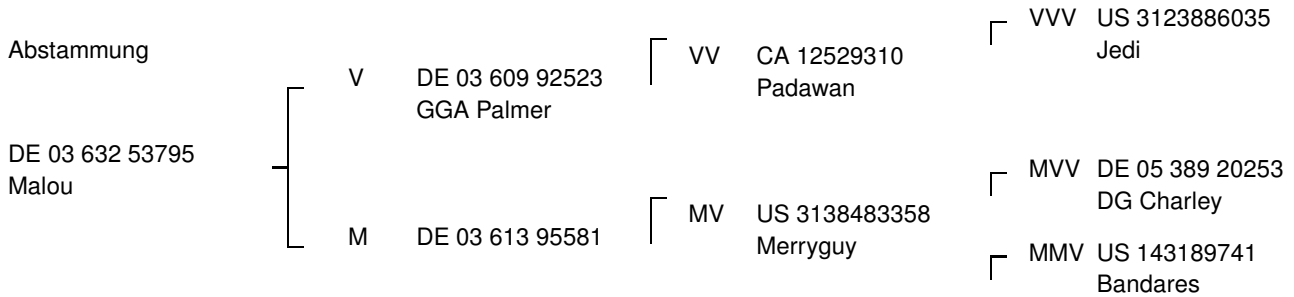 Abstammung
DE 03 632 53795
Malou
V DE 03 609 92523
GGA Palmer
M DE 03 613 95581
VV CA 12529310
Padawan
MV US 3138483358
Merryguy
VVV US 3123886035
Jedi
MVV DE 05 389 20253
DG Charley
MMV US 143189741
Bandares